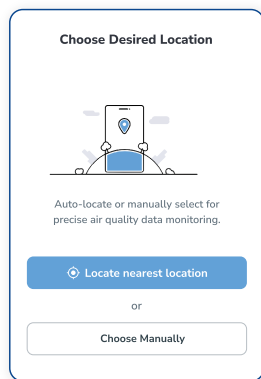 Choose Desired Location
Auto-locate or manually select for
precise air quality data monitoring.
Locate nearest location
or
Choose Manually